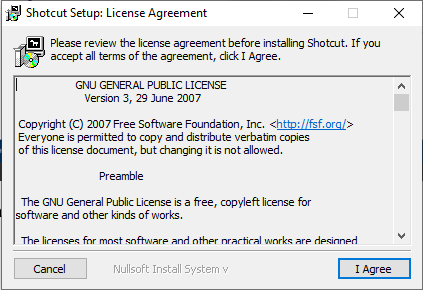 Shotcut Setup: License Agreement
Please review the license agreement before installing Shotcut. If you
accept all terms of the agreement, click I Agree.
GNU GENERAL PUBLIC LICENSE
Version 3, 29 June 2007
Copyright (C) 2007 Free Software Foundation, Inc. <http://fsf.org/>
Everyone is permitted to copy and distribute verbatim copies
of this license document, but changing it is not allowed.
Preamble
The GNU General Public License is a free, copyleft license for
software and other kinds of works.
The licenses for most software and other practical works are designed
Cancel
Nullsoft Install System v
I Agree